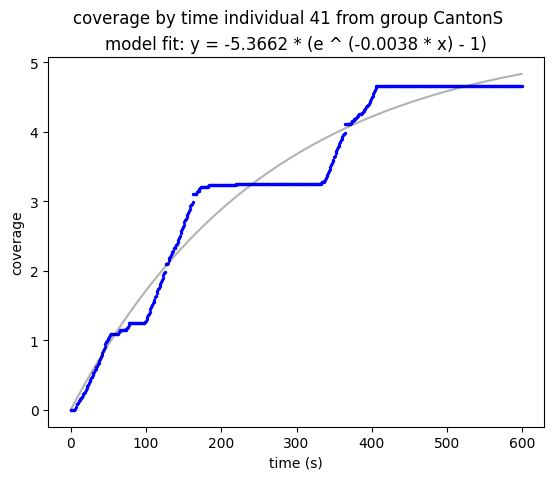 coverage by time individual 41 from group CantonS
model fit: y = -5.3662 * (e ^ (-0.0038 * x) - 1)
5
4
3
2
1
0
coverage
0 100 200 300 400 500 600
time (s)